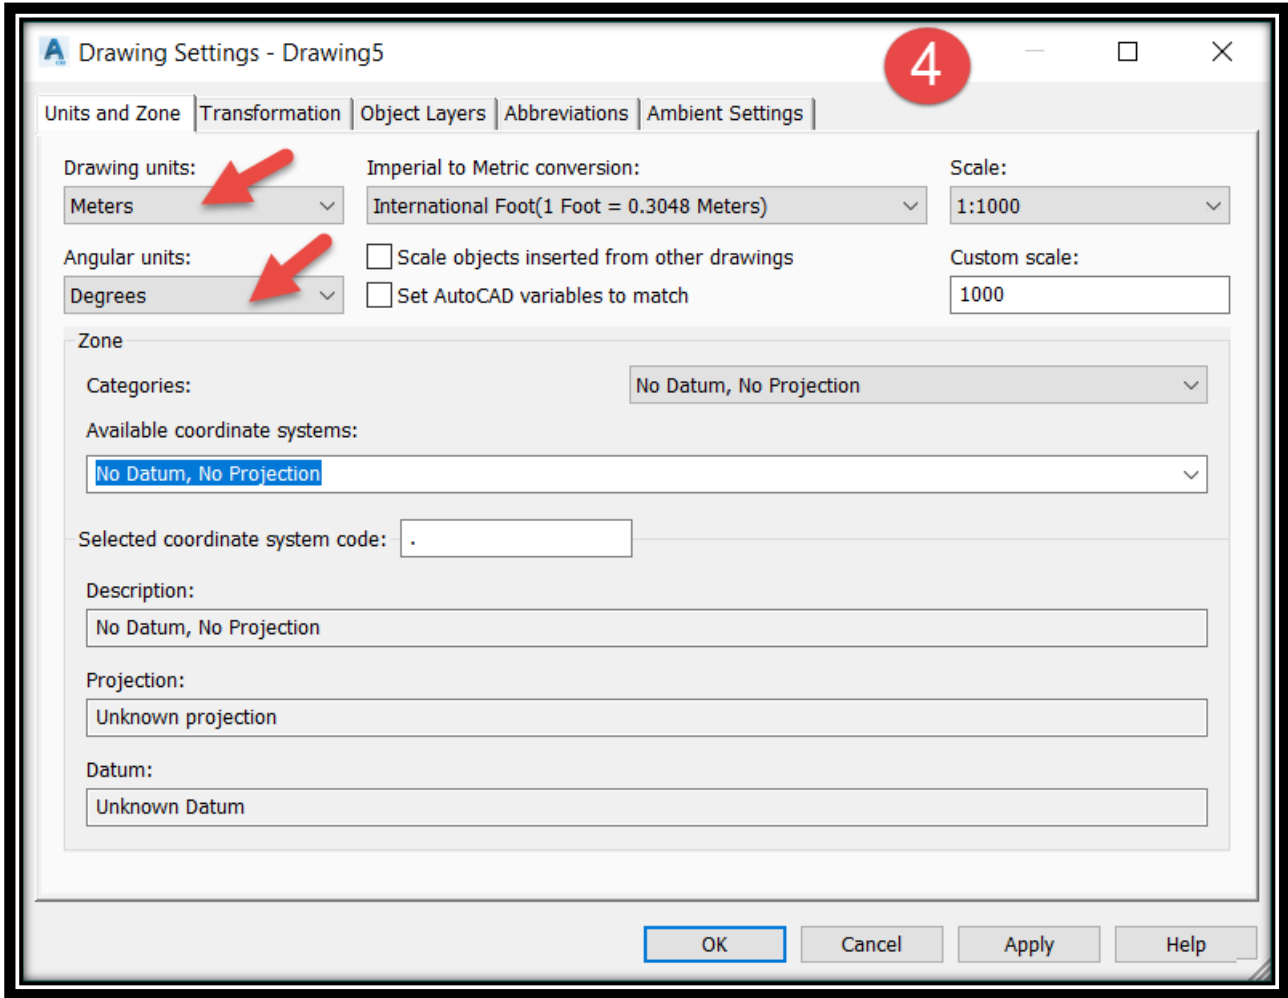 Drawing Settings - Drawing5
4
Units and Zone Transformation Object Layers Abbreviations Ambient Settings
Drawing units: Imperial to Metric conversion: Scale:
Meters International Foot(1 Foot = 0.3048 Meters) 1:1000
Angular units: Scale objects inserted from other drawings Custom scale:
Degrees Set AutoCAD variables to match 1000
Zone
Categories: No Datum, No Projection
Available coordinate systems:
No Datum, No Projection
Selected coordinate system code: .
Description:
No Datum, No Projection
Projection:
Unknown projection
Datum:
Unknown Datum
OK Cancel Apply Help